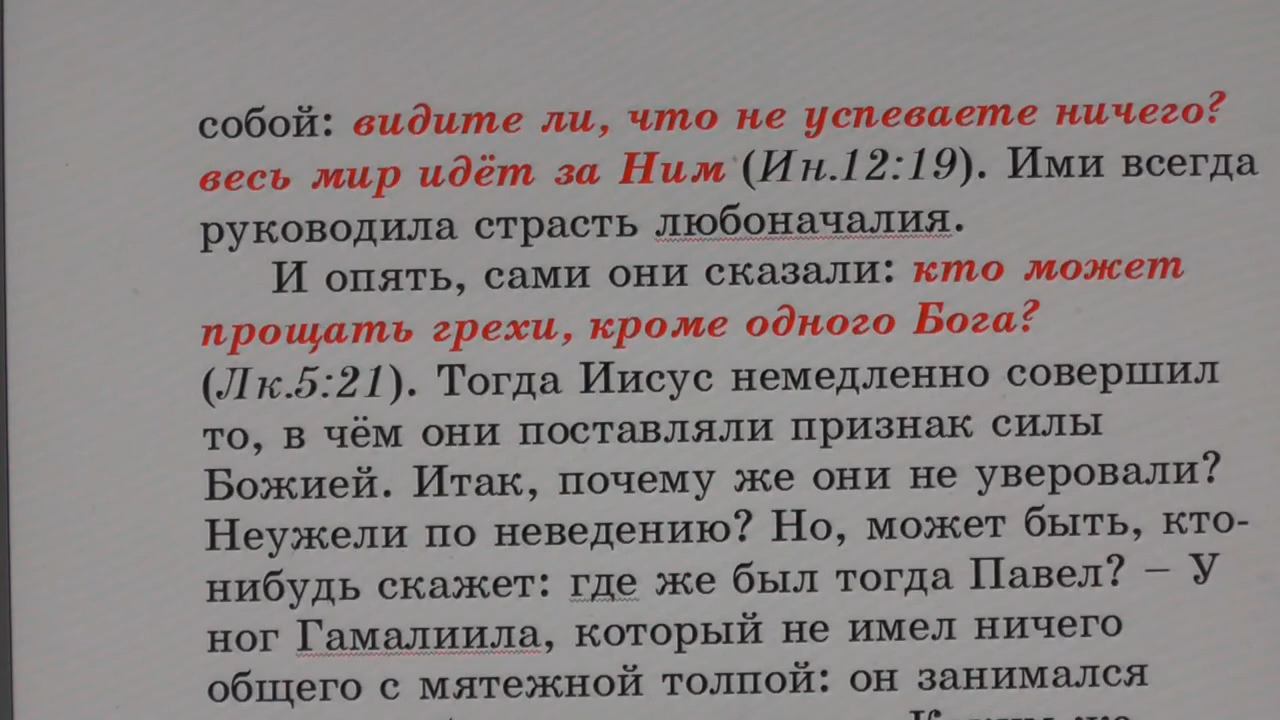 собой: видите ли, что не успеваете ничего?
весь мир идёт за Ним (Ин.12:19). Ими всегда
руководила страсть любоначалия.
И опять, сами они сказали: кто может
прощать грехи, кроме одного Бога?
(Лк.5:21). Тогда Иисус немедленно совершил
то, в чём они поставляли признак силы
Божией. Итак, почему же они не уверовали?
Неужели по неведению? Но, может быть, кто-
нибудь скажет: где же был тогда Павел? – У
ног Гамалиила, который не имел ничего
общего с мятежной толпой: он занимался